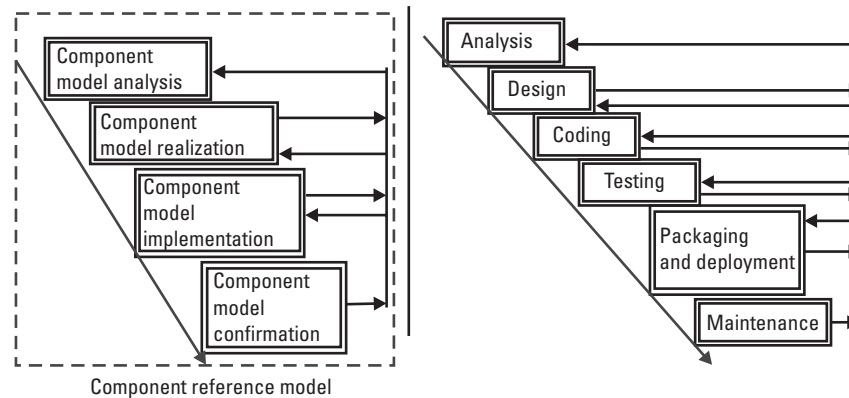 Component
model analysis
Component
model realization
Component
model
implementation
Component
model
confirmation
Component reference model
Analysis
Design
Coding
Testing
Packaging
and deployment
Maintenance